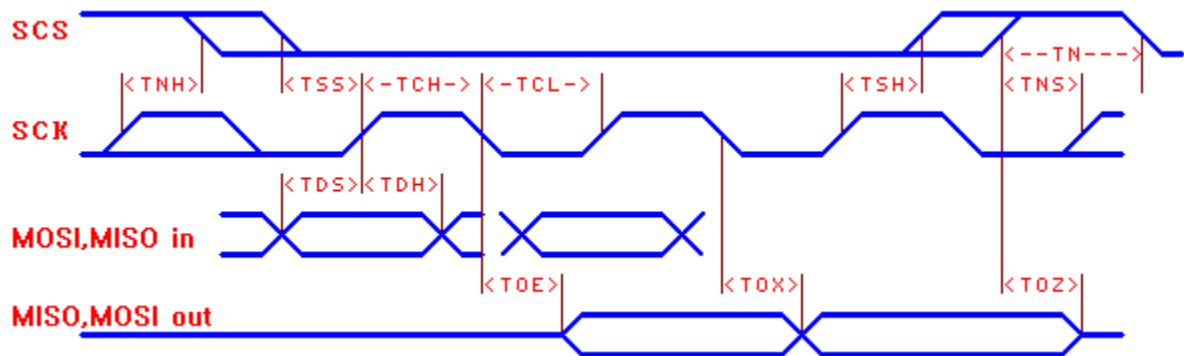 SCS
<--TN--->
<TNH> <TSS> <-TCH-> <-TCL-> <TSH> <TNS>
SCK
<TDS> <TDH>
MOSI,MISO in
<TOE> <TOX> <TOZ>
MISO,MOSI out